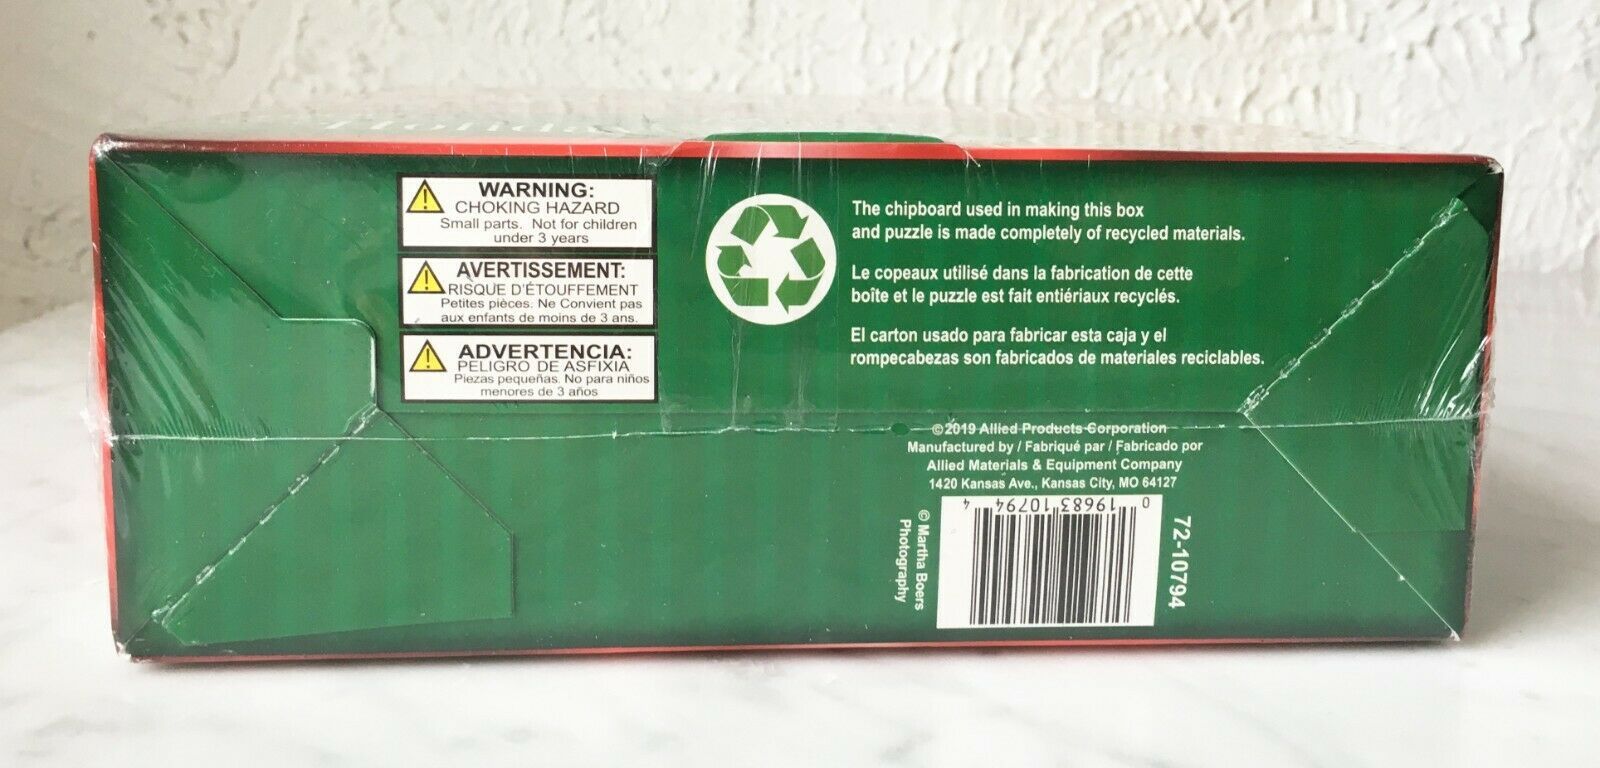 Holiday
WARNING:
CHOKING HAZARD
Small parts. Not for children
under 3 years
AVERTISSEMENT:
RISQUE D'ÉTOUFFEMENT
Petites pièces. Ne Convient pas
aux enfants de moins de 3 ans.
ADVERTENCIA:
PELIGRO DE ASFIXIA
Piezas pequeñas. No para niños
menores de 3 años
The chipboard used in making this box
and puzzle is made completely of recycled materials.
Le copeaux utilisé dans la fabrication de cette
boîte et le puzzle est fait entiériaux recyclés.
El carton usado para fabricar esta caja y el
rompecabezas son fabricados de materiales reciclables.
©2019 Allied Products Corporation
Manufactured by / Fabriqué par / Fabricado por
Allied Materials & Equipment Company
1420 Kansas Ave., Kansas City, MO 64127
0 19683 10794 4
72-10794
© Martha Boers
Photography